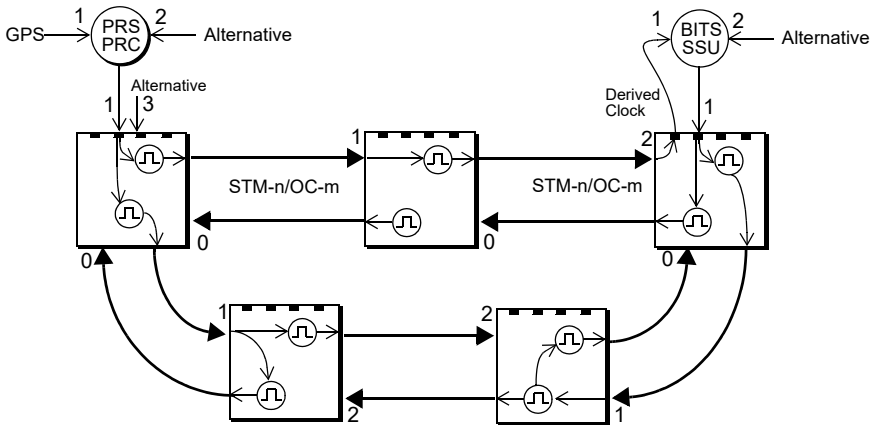 GPS
1
PRS
PRC
2
Alternative
1
BITS
SSU
2
Alternative
1
3
Alternative
Derived
Clock
1
1
2
STM-n/OC-m
STM-n/OC-m
0
0
0
0
1
2
2
1